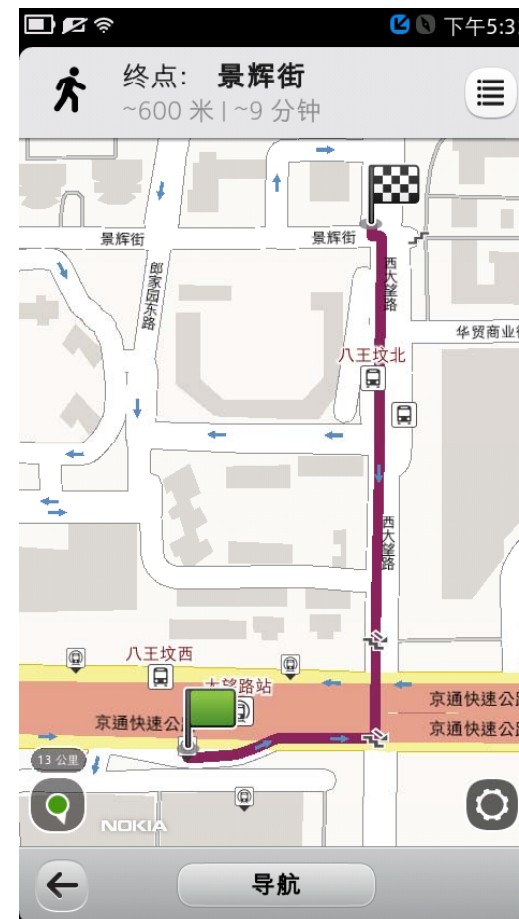 下午5:3
终点: 景辉街
~600 米 | ~9 分钟
景辉街
景辉街
郎家园东路
西大望路
华贸商业
八王坟北
西大望路
八王坟西
大望路站
京通快速公
京通快速公
京通快速公
13 公里
NOKIA
导航